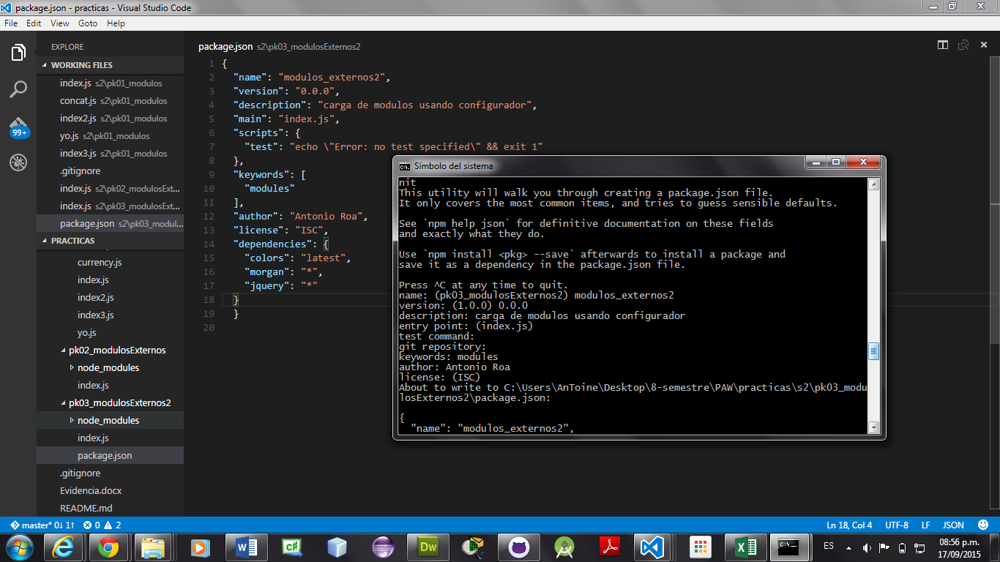 package.json - practicas - Visual Studio Code
File Edit View Goto Help
EXPLORE
WORKING FILES
index.js s2\pk01_modulos
concat.js s2\pk01_modulos
index2.js s2\pk01_modulos
yo.js s2\pk01_modulos
index3.js s2\pk01_modulos
.gitignore
index.js s2\pk02_modulosExt...
index.js s2\pk03_modulosExt...
package.json s2\pk03_modul...
PRACTICAS
currency.js
index.js
index2.js
index3.js
yo.js
pk02_modulosExternos
node_modules
index.js
pk03_modulosExternos2
node_modules
index.js
package.json
.gitignore
Evidencia.docx
README.md
99+
package.json s2\pk03_modulosExternos2
1 {
2 "name": "modulos_externos2",
3 "version": "0.0.0",
4 "description": "carga de modulos usando configurador",
5 "main": "index.js",
6 "scripts": {
7 "test": "echo \"Error: no test specified\" && exit 1"
8 },
9 "keywords": [
10 "modules"
11 ],
12 "author": "Antonio Roa",
13 "license": "ISC",
14 "dependencies": {
15 "colors": "latest",
16 "morgan": "*",
17 "jquery": "*"
18 }
19 }
20
Símbolo del sistema
nit
This utility will walk you through creating a package.json file.
It only covers the most common items, and tries to guess sensible defaults.
See `npm help json` for definitive documentation on these fields
and exactly what they do.
Use `npm install <pkg> --save` afterwards to install a package and
save it as a dependency in the package.json file.
Press ^C at any time to quit.
name: (pk03_modulosExternos2) modulos_externos2
version: (1.0.0) 0.0.0
description: carga de modulos usando configurador
entry point: (index.js)
test command:
git repository:
keywords: modules
author: Antonio Roa
license: (ISC)
About to write to C:\Users\AnToine\Desktop\8-semestre\PAW\practicas\s2\pk03_modu
losExternos2\package.json:
{
"name": "modulos_externos2",
master* 0↓ 1↑ 0 2
Ln 18, Col 4 UTF-8 LF JSON
C#
Dw
ES
08:56 p.m.
17/09/2015